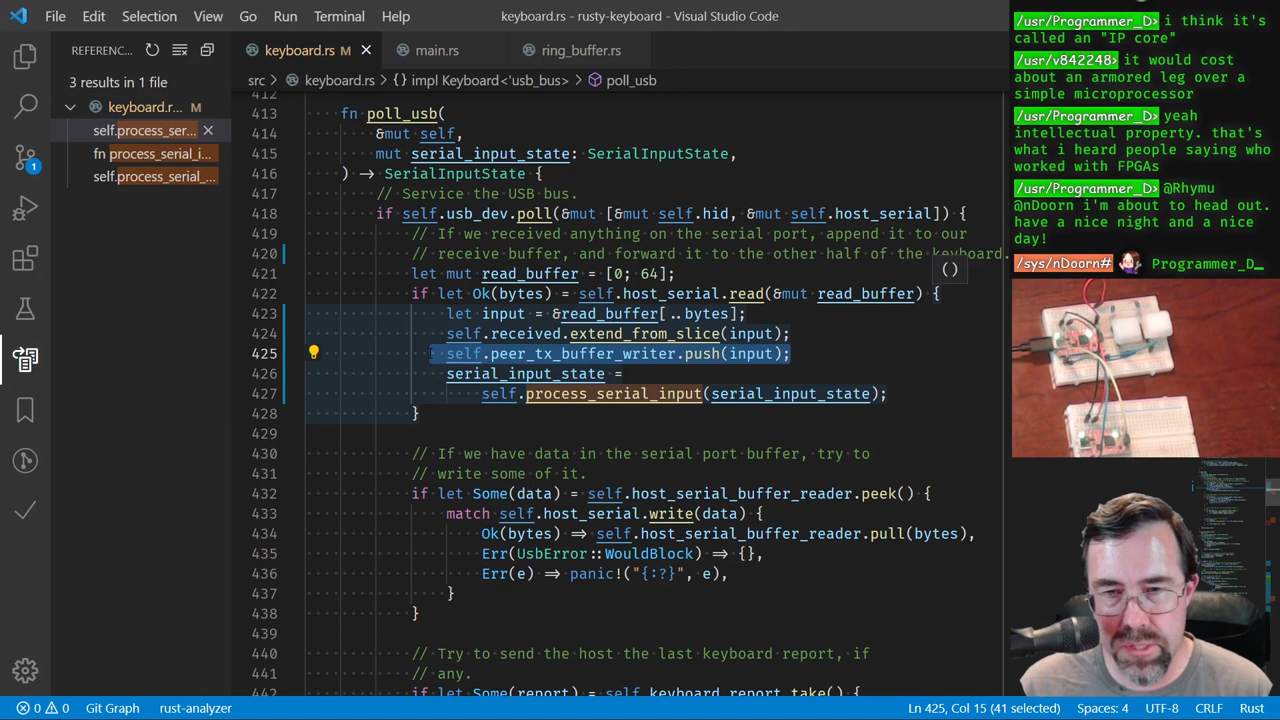 File Edit Selection View Go Run Terminal Help
keyboard.rs - rusty-keyboard - Visual Studio Code
REFERENC...
3 results in 1 file
keyboard.r... M
self.process_ser...
fn process_serial_i...
self.process_serial_...
1
keyboard.rs M
main.rs
ring_buffer.rs
src > keyboard.rs > {} impl Keyboard<'usb_bus> > poll_usb
412
413 fn poll_usb(
414 &mut self,
415 mut serial_input_state: SerialInputState,
416 ) -> SerialInputState {
417 // Service the USB bus.
418 if self.usb_dev.poll(&mut [&mut self.hid, &mut self.host_serial]) {
419 // If we received anything on the serial port, append it to our
420 // receive buffer, and forward it to the other half of the keyboard.
421 let mut read_buffer = [0; 64];
()
422 if let Ok(bytes) = self.host_serial.read(&mut read_buffer) {
423 let input = &read_buffer[..bytes];
424 self.received.extend_from_slice(input);
425 self.peer_tx_buffer_writer.push(input);
426 serial_input_state =
427 self.process_serial_input(serial_input_state);
428 }
429
430 // If we have data in the serial port buffer, try to
431 // write some of it.
432 if let Some(data) = self.host_serial_buffer_reader.peek() {
433 match self.host_serial.write(data) {
434 Ok(bytes) => self.host_serial_buffer_reader.pull(bytes),
435 Err(UsbError::WouldBlock) => {},
436 Err(e) => panic!("{:?}", e),
437 }
438 }
439
440 // Try to send the host the last keyboard report, if
441 // any.
442 if let Some(report) = self.keyboard_report.take() {
/usr/Programmer_D> i think it's
called an "IP core"
/usr/v842248> it would cost
about an armored leg over a
simple microprocessor
/usr/Programmer_D> yeah
intellectual property. that's
what i heard people saying who
worked with FPGAs
/usr/Programmer_D> @Rhymu
@nDoorn i'm about to head out.
have a nice night and a nice
day!
/sys/nDoorn# Programmer_D_
0 0 Git Graph rust-analyzer
Ln 425, Col 15 (41 selected) Spaces: 4 UTF-8 CRLF Rust